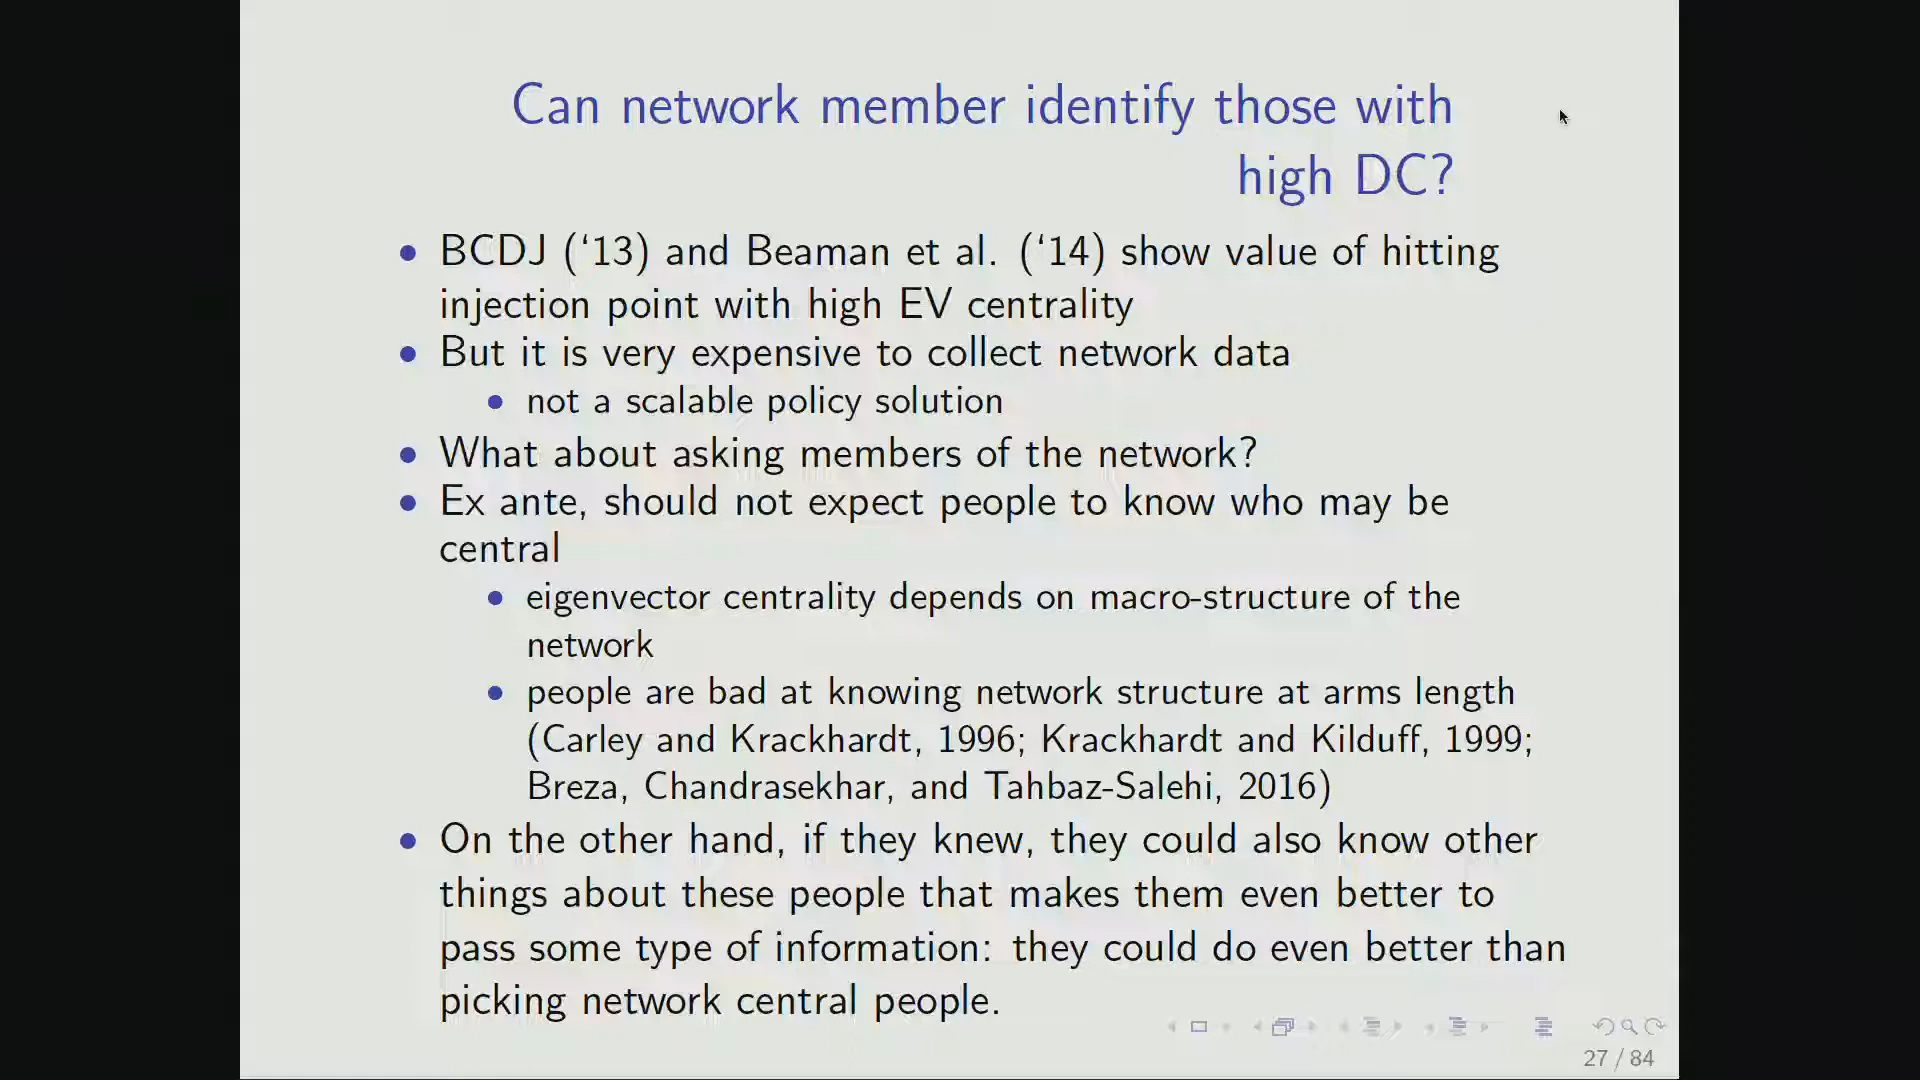 Can network member identify those with
high DC?
• BCDJ (‘13) and Beaman et al. (‘14) show value of hitting
injection point with high EV centrality
• But it is very expensive to collect network data
• not a scalable policy solution
• What about asking members of the network?
• Ex ante, should not expect people to know who may be
central
• eigenvector centrality depends on macro-structure of the
network
• people are bad at knowing network structure at arms length
(Carley and Krackhardt, 1996; Krackhardt and Kilduff, 1999;
Breza, Chandrasekhar, and Tahbaz-Salehi, 2016)
• On the other hand, if they knew, they could also know other
things about these people that makes them even better to
pass some type of information: they could do even better than
picking network central people.
27 / 84